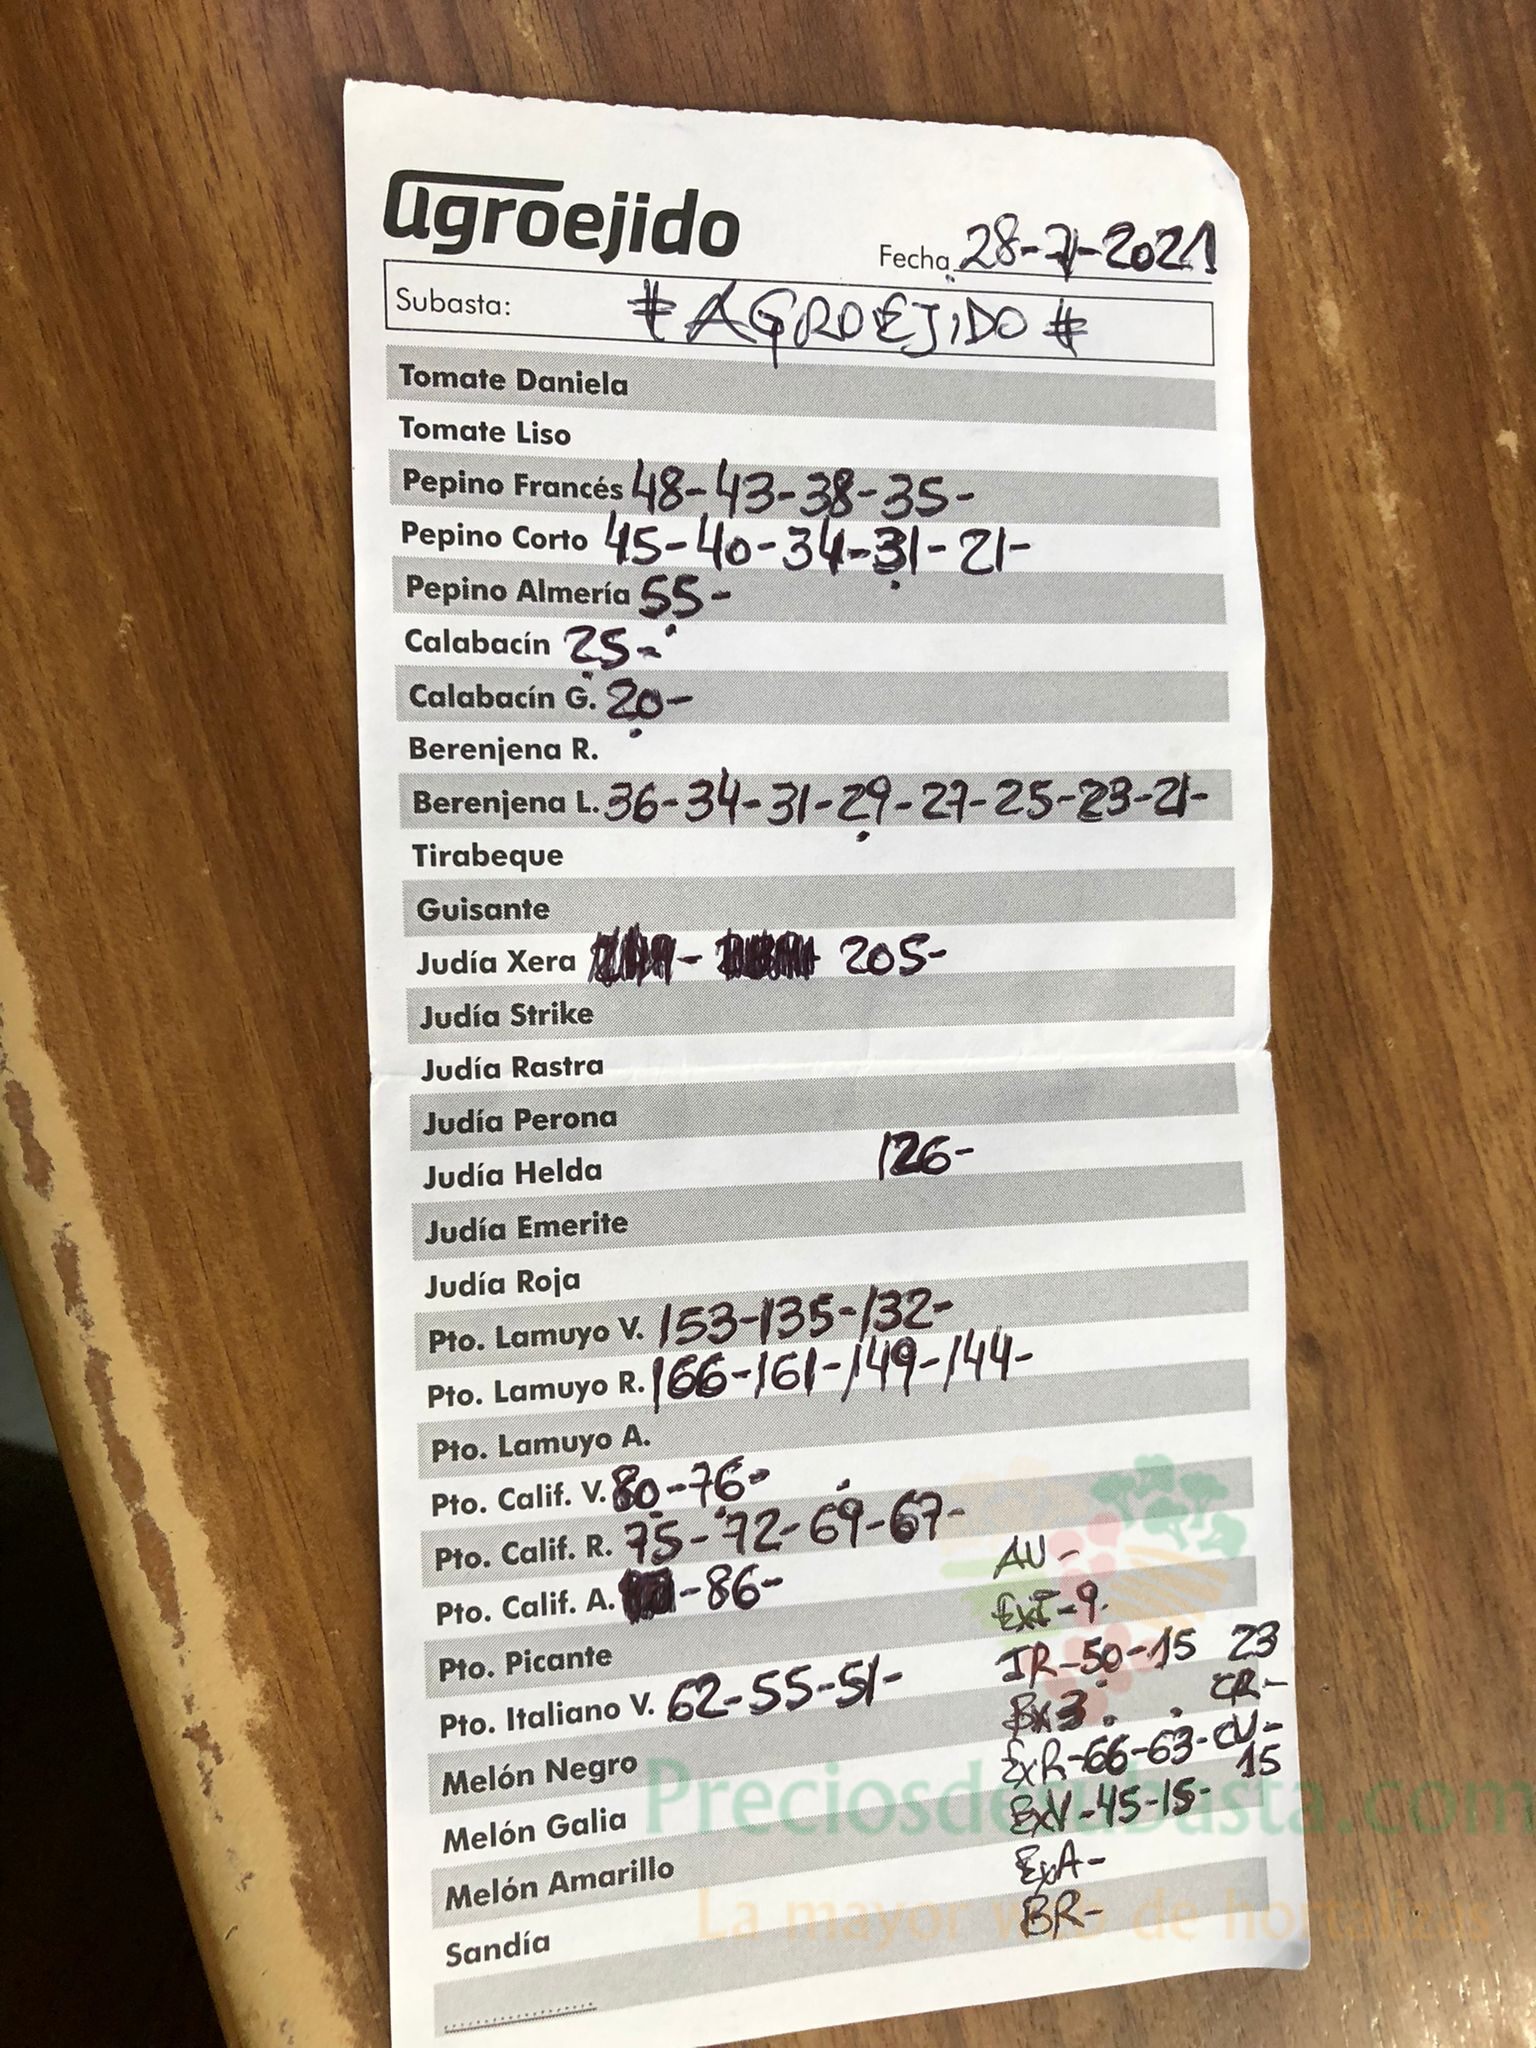 agroejido
Fecha 28-7-2021
Subasta: # AGROEJIDO #
Tomate Daniela
Tomate Liso
Pepino Francés 48-43-38-35-
Pepino Corto 45-40-34-31-21-
Pepino Almería 55-
Calabacín 25-
Calabacín G. 20-
Berenjena R.
Berenjena L. 36-34-31-29-27-25-23-21-
Tirabeque
Guisante
Judía Xera - 205-
Judía Strike
Judía Rastra
Judía Perona
Judía Helda 126-
Judía Emerite
Judía Roja
Pto. Lamuyo V. 153-135-132-
Pto. Lamuyo R. 166-161-149-144-
Pto. Lamuyo A.
Pto. Calif. V. 80-76-
Pto. Calif. R. 75-72-69-67-
Pto. Calif. A. -86-
Pto. Picante
Pto. Italiano V. 62-55-51-
Melón Negro
Melón Galia
Melón Amarillo
Sandía
AU-
ExI-9.
IR-50-15 23
CR-
ExR-66-63-CV-
15
ExV-45-15-
ExA-
BR-
Preciosdesubasta.com
La mayor web de hortalizas